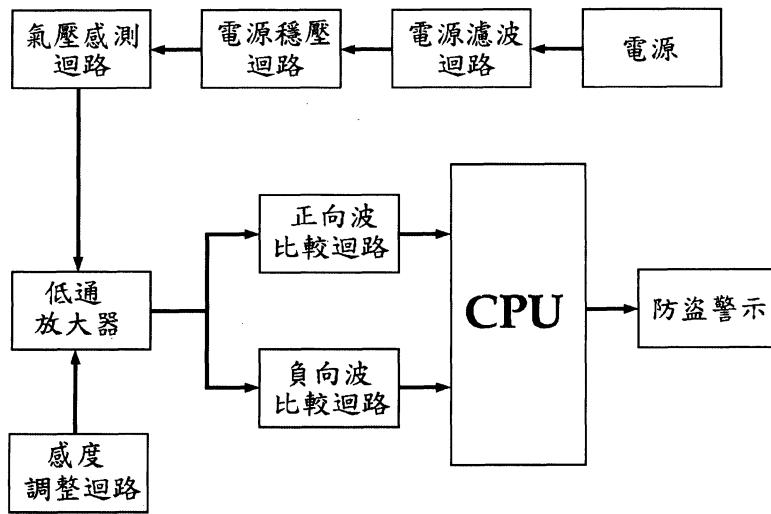 氣壓感測
迴路
電源穩壓
迴路
電源濾波
迴路
電源
正向波
比較迴路
低通
放大器
CPU
防盜警示
負向波
比較迴路
感度
調整迴路